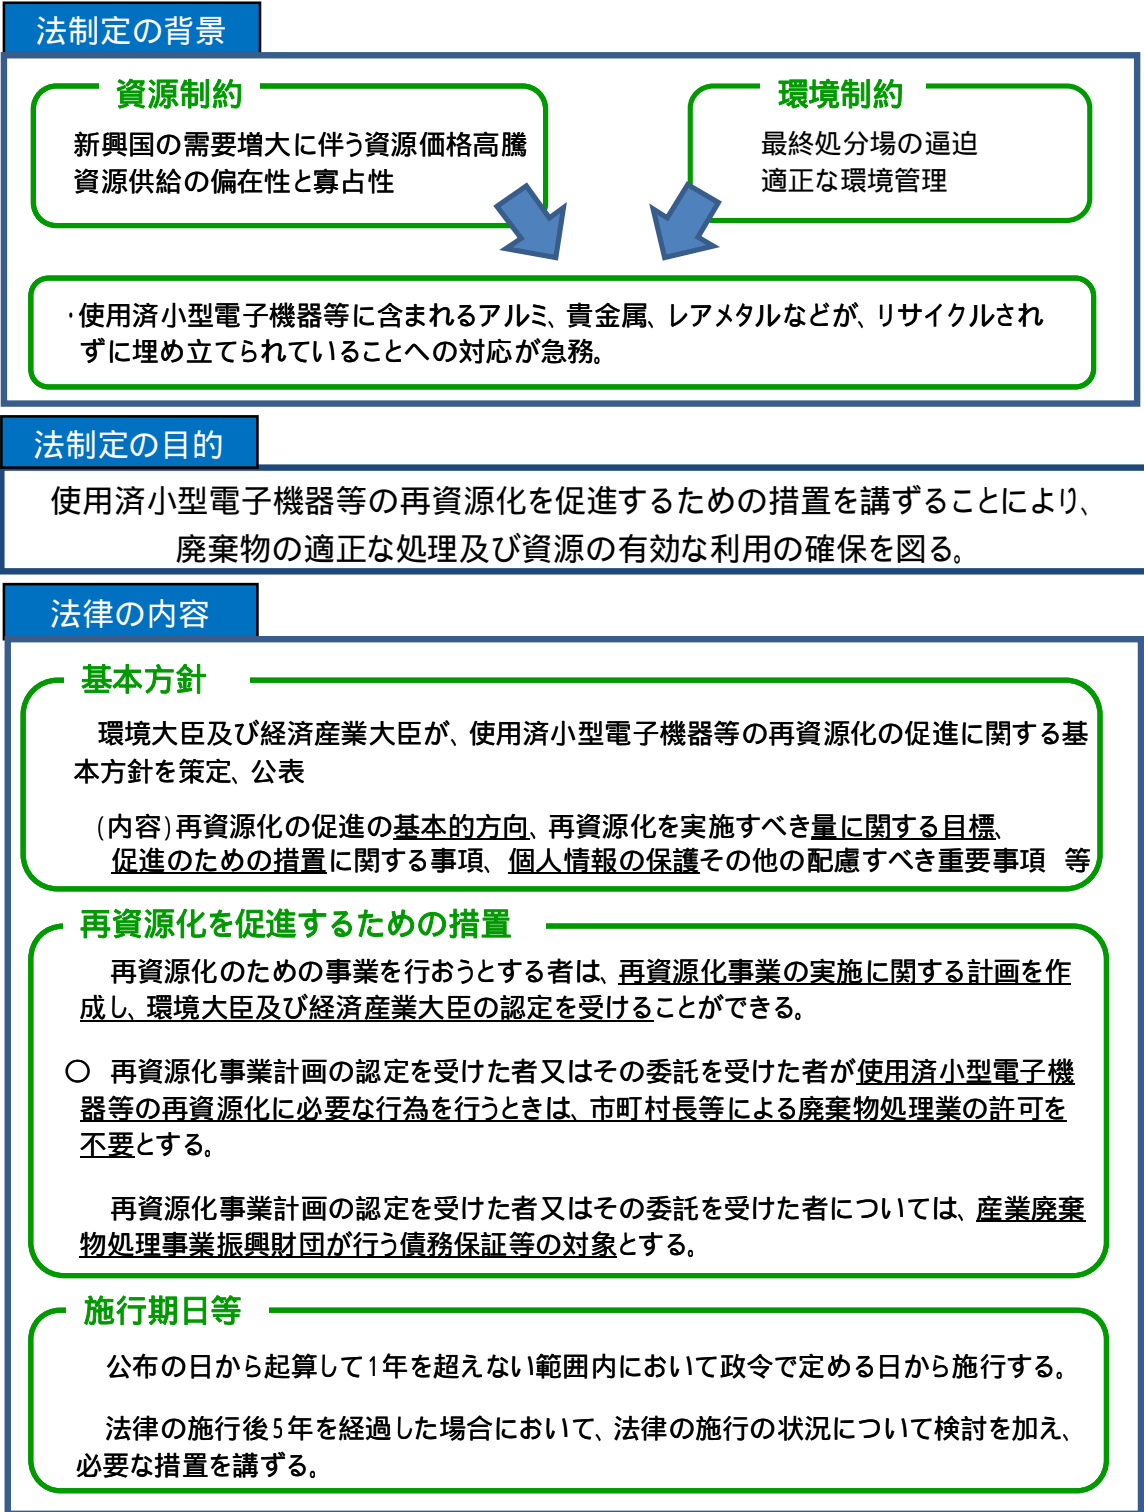 法制定の背景
資源制約
新興国の需要増大に伴う資源価格高騰
資源供給の偏在性と寡占性
環境制約
最終処分場の逼迫
適正な環境管理
・使用済小型電子機器等に含まれるアルミ、貴金属、レアメタルなどが、リサイクルされ
ずに埋め立てられていることへの対応が急務。
法制定の目的
使用済小型電子機器等の再資源化を促進するための措置を講ずることにより、
廃棄物の適正な処理及び資源の有効な利用の確保を図る。
法律の内容
基本方針
環境大臣及び経済産業大臣が、使用済小型電子機器等の再資源化の促進に関する基
本方針を策定、公表
(内容)再資源化の促進の基本的方向、再資源化を実施すべき量に関する目標、
促進のための措置に関する事項、個人情報の保護その他の配慮すべき重要事項 等
再資源化を促進するための措置
再資源化のための事業を行おうとする者は、再資源化事業の実施に関する計画を作
成し、環境大臣及び経済産業大臣の認定を受けることができる。
○ 再資源化事業計画の認定を受けた者又はその委託を受けた者が使用済小型電子機
器等の再資源化に必要な行為を行うときは、市町村長等による廃棄物処理業の許可を
不要とする。
再資源化事業計画の認定を受けた者又はその委託を受けた者については、産業廃棄
物処理事業振興財団が行う債務保証等の対象とする。
施行期日等
公布の日から起算して1年を超えない範囲内において政令で定める日から施行する。
法律の施行後5年を経過した場合において、法律の施行の状況について検討を加え、
必要な措置を講ずる。